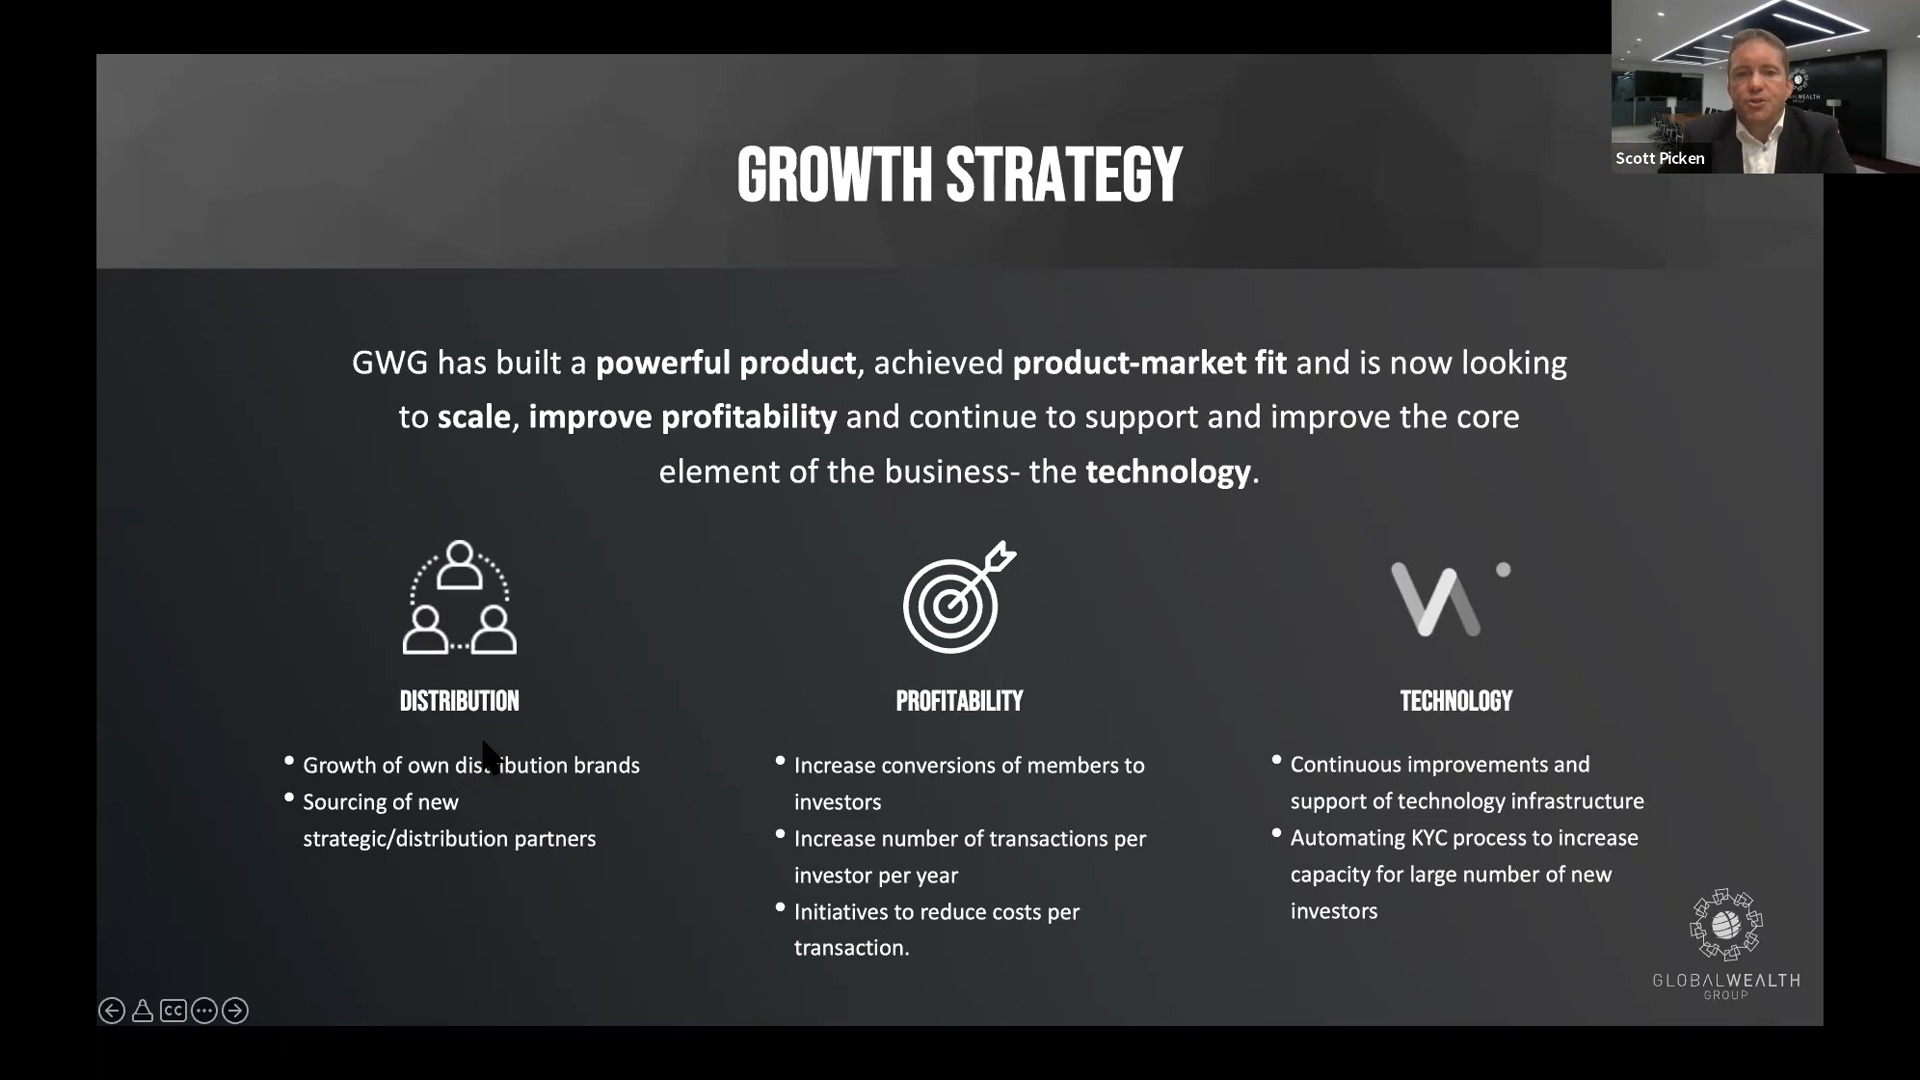 GROWTH STRATEGY
Scott Picken
GWG has built a powerful product, achieved product-market fit and is now looking
to scale, improve profitability and continue to support and improve the core
element of the business- the technology.
DISTRIBUTION
Growth of own distribution brands
Sourcing of new
strategic/distribution partners
PROFITABILITY
Increase conversions of members to
investors
Increase number of transactions per
investor per year
Initiatives to reduce costs per
transaction.
TECHNOLOGY
Continuous improvements and
support of technology infrastructure
Automating KYC process to increase
capacity for large number of new
investors
GLOBALWEALTH
GROUP
CC